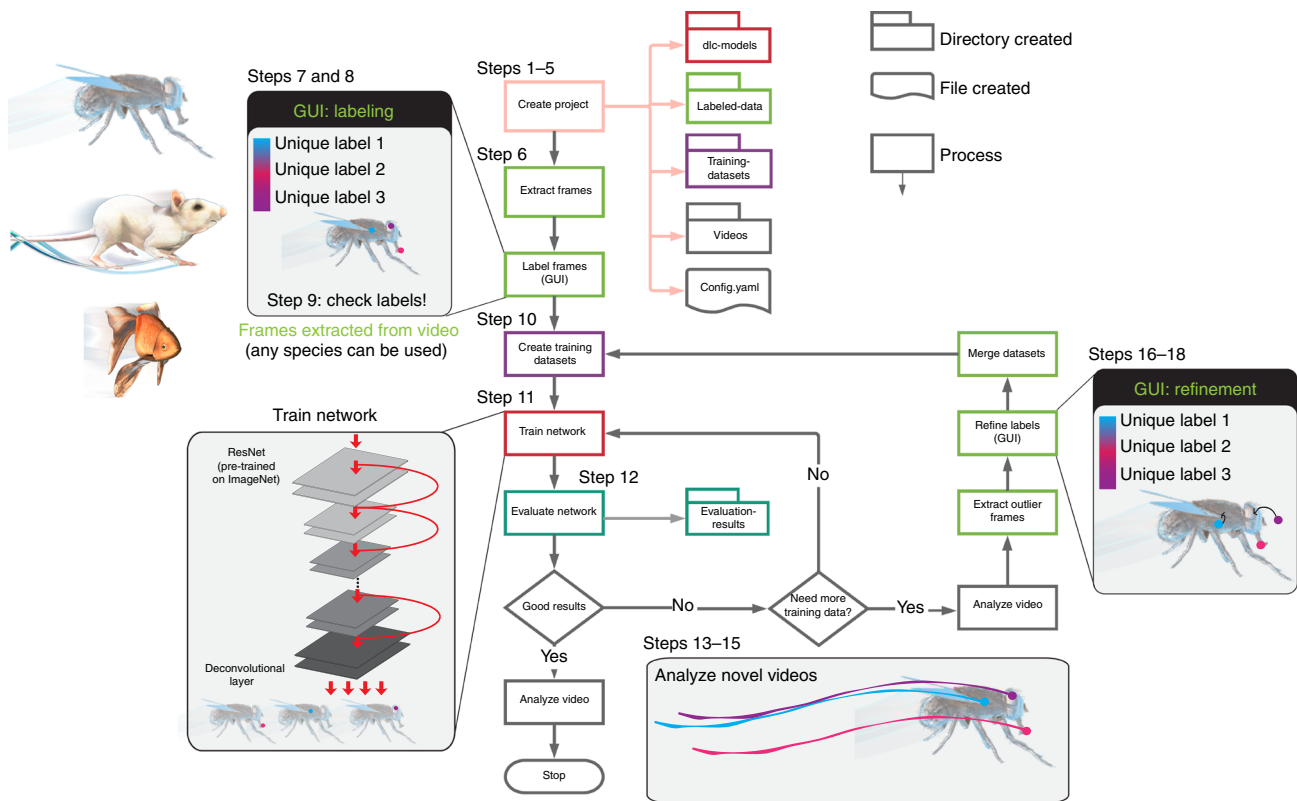 Steps 7 and 8
GUI: labeling
Unique label 1
Unique label 2
Unique label 3
Step 9: check labels!
Frames extracted from video
(any species can be used)
Steps 1–5
Create project
Step 6
Extract frames
Label frames
(GUI)
Step 10
Create training
datasets
Step 11
Train network
Step 12
Evaluate network
Evaluation-
results
Good results
No
Need more
training data?
No
Yes
Yes
Analyze video
Stop
dlc-models
Labeled-data
Training-
datasets
Videos
Config.yaml
Directory created
File created
Process
Merge datasets
Refine labels
(GUI)
Extract outlier
frames
Analyze video
Steps 16–18
GUI: refinement
Unique label 1
Unique label 2
Unique label 3
Train network
ResNet
(pre-trained
on ImageNet)
Deconvolutional
layer
Steps 13–15
Analyze novel videos